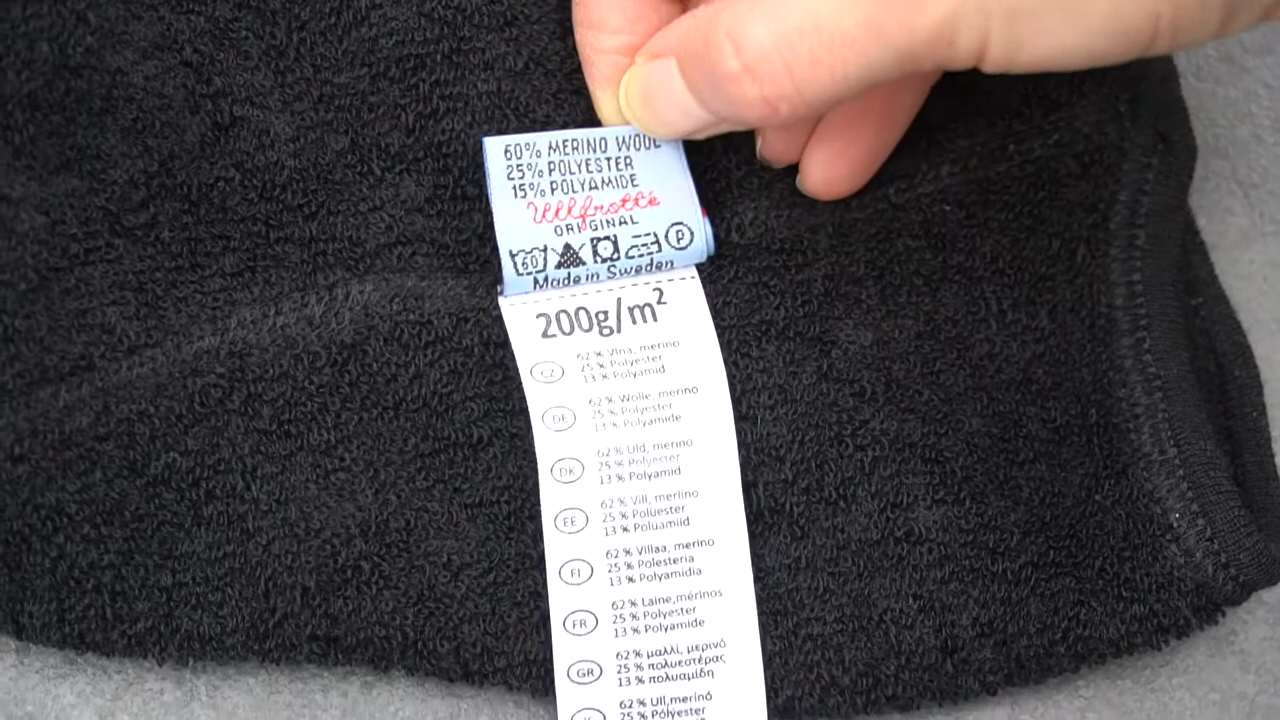 60% MERINO WOOL
25% POLYESTER
15% POLYAMIDE
Ullfrotté
ORIGINAL
60 P
Made in Sweden
200g/m²
CZ 62 % Vlna, merino
25 % Polyester
13 % Polyamid
DE 62 % Wolle, merino
25 % Polyester
13 % Polyamide
DK 62 % Uld, merino
25 % Polyester
13 % Polyamid
EE 62 % Vill, merlino
25 % Polüester
13 % Polüamiid
FI 62 % Villaa, merino
25 % Polesteria
13 % Polyamidia
FR 62 % Laine,mérinos
25 % Polyester
13 % Polyamide
GR 62 % μαλλί, μερινό
25 % πολυεστέρας
13 % πολυαμίδη
62 % Ull,merinó
25 % Pólýester